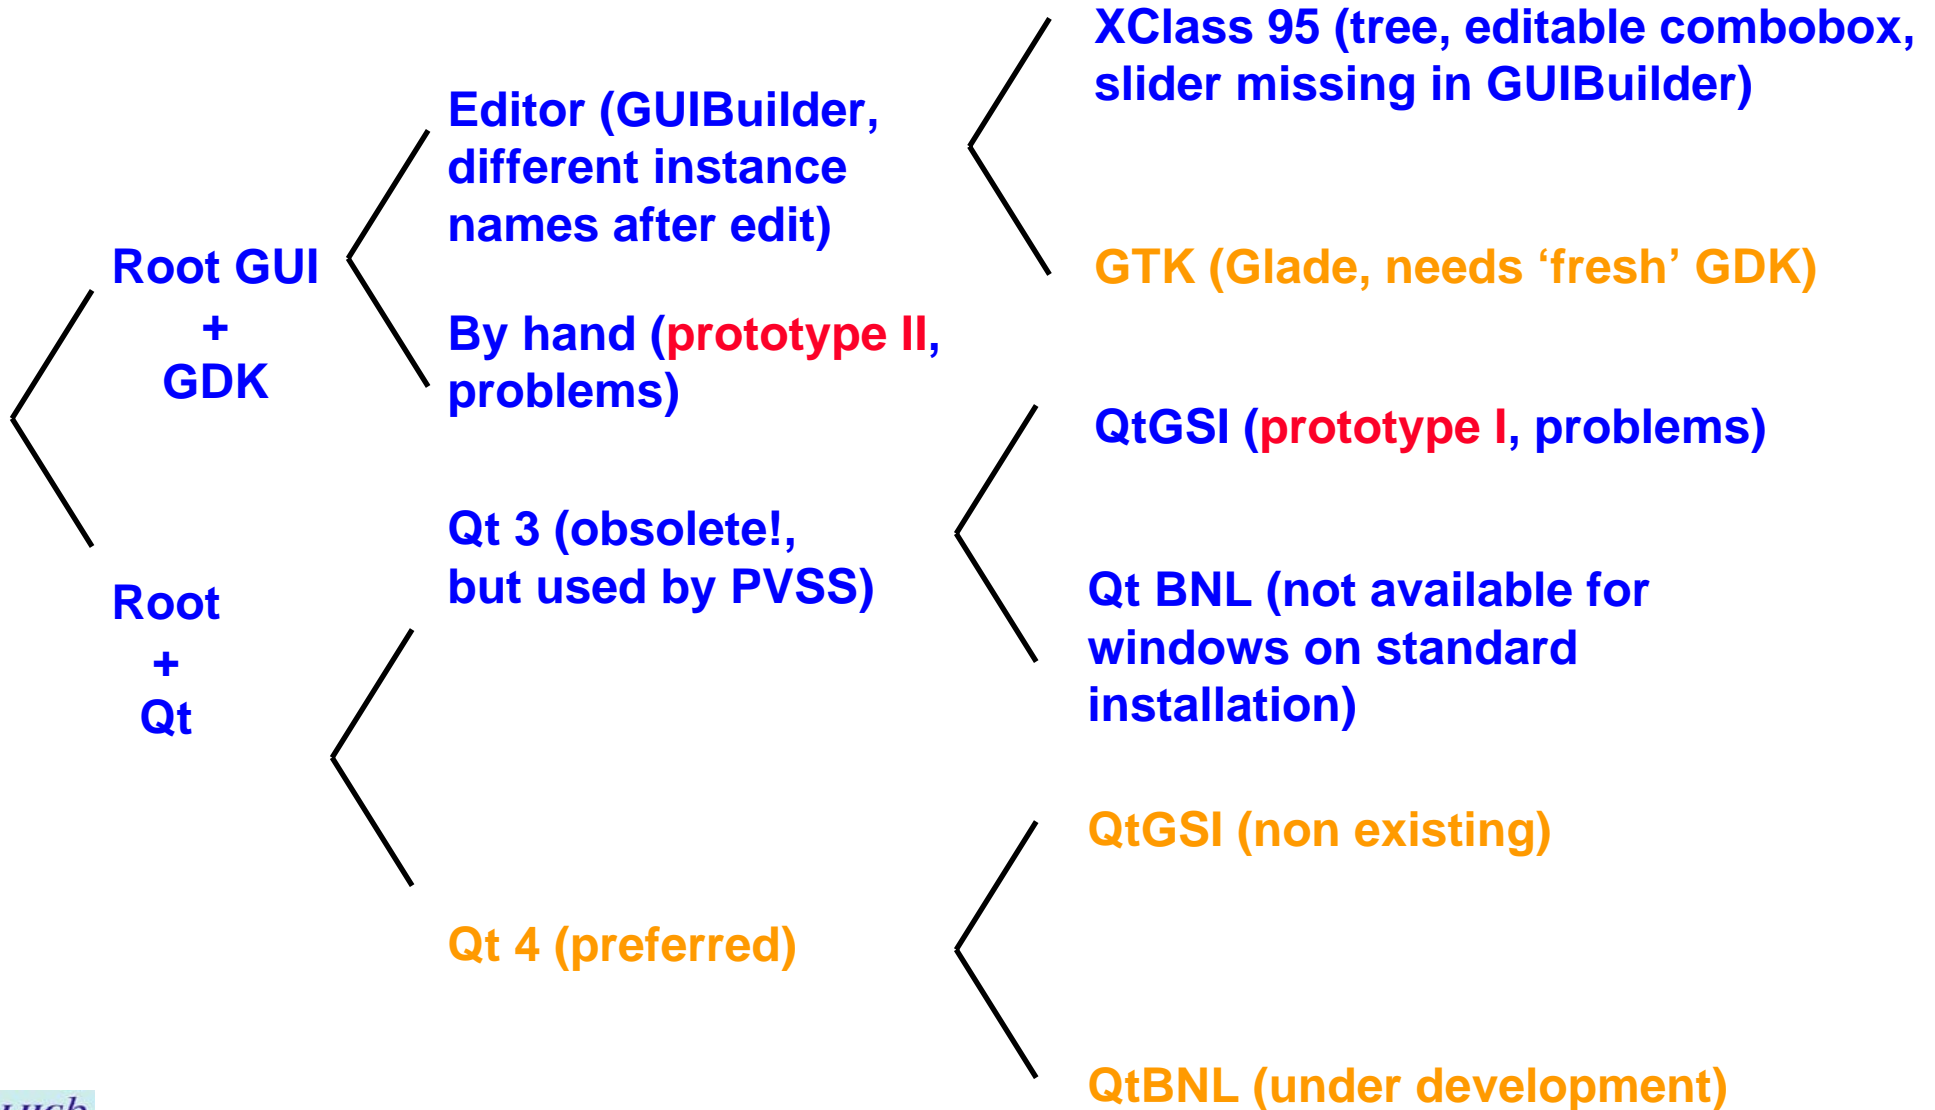 XClass 95 (tree, editable combobox,
slider missing in GUIBuilder)
Editor (GUIBuilder,
different instance
names after edit)
Root GUI
+
GDK
GTK (Glade, needs ‘fresh’ GDK)
By hand (prototype II,
problems)
QtGSI (prototype I, problems)
Qt 3 (obsolete!,
but used by PVSS)
Root
+
Qt
Qt BNL (not available for
windows on standard
installation)
QtGSI (non existing)
Qt 4 (preferred)
QtBNL (under development)